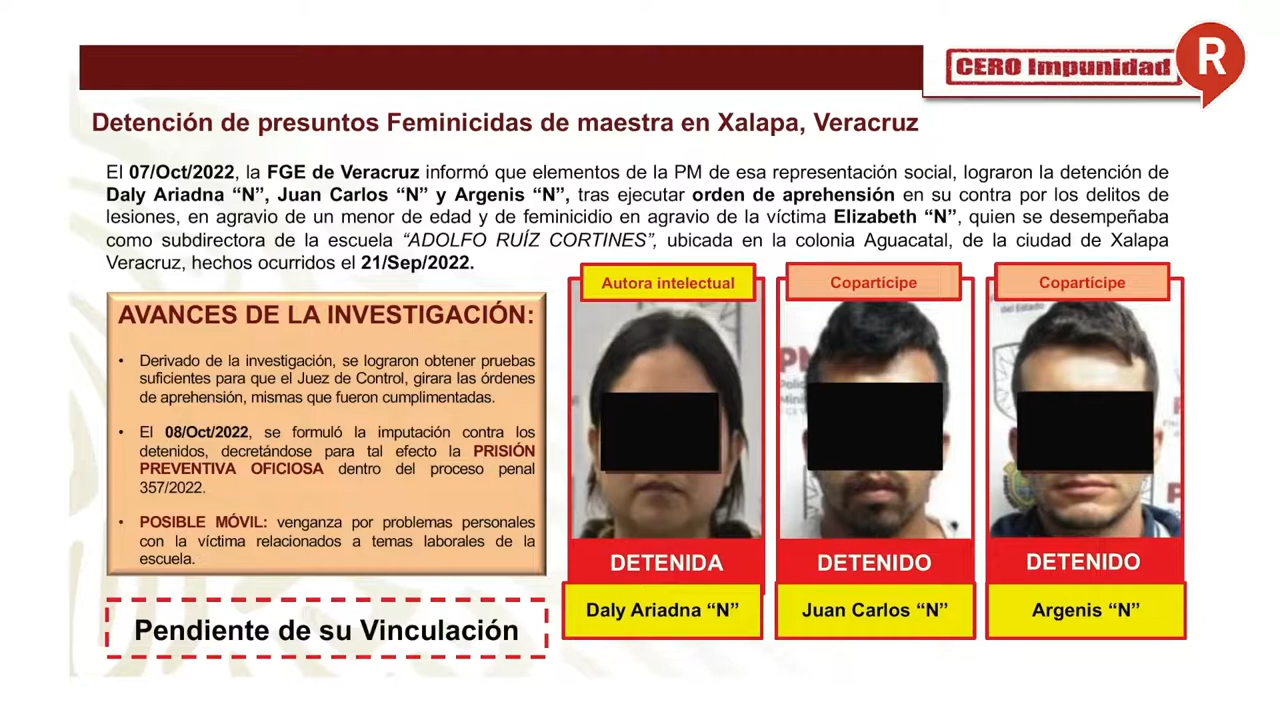 CERO Impunidad
R
Detención de presuntos Feminicidas de maestra en Xalapa, Veracruz
El 07/Oct/2022, la FGE de Veracruz informó que elementos de la PM de esa representación social, lograron la detención de
Daly Ariadna “N”, Juan Carlos “N” y Argenis “N”, tras ejecutar orden de aprehensión en su contra por los delitos de
lesiones, en agravio de un menor de edad y de feminicidio en agravio de la víctima Elizabeth “N”, quien se desempeñaba
como subdirectora de la escuela “ADOLFO RUÍZ CORTINES”, ubicada en la colonia Aguacatal, de la ciudad de Xalapa
Veracruz, hechos ocurridos el 21/Sep/2022.
AVANCES DE LA INVESTIGACIÓN:
• Derivado de la investigación, se lograron obtener pruebas
suficientes para que el Juez de Control, girara las órdenes
de aprehensión, mismas que fueron cumplimentadas.
• El 08/Oct/2022, se formuló la imputación contra los
detenidos, decretándose para tal efecto la PRISIÓN
PREVENTIVA OFICIOSA dentro del proceso penal
357/2022.
• POSIBLE MÓVIL: venganza por problemas personales
con la víctima relacionados a temas laborales de la
escuela.
Pendiente de su Vinculación
Autora intelectual
DETENIDA
Daly Ariadna “N”
Coparticipe
DETENIDO
Juan Carlos “N”
Copartícipe
del Estado
DETENIDO
Argenis “N”